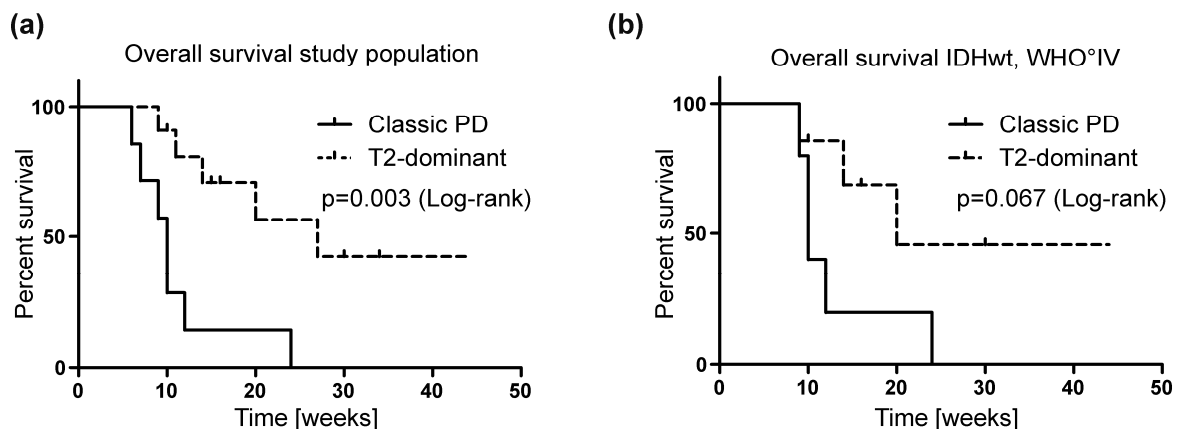 (a)
Overall survival study population
100
50
0
Percent survival
Classic PD
T2-dominant
p=0.003 (Log-rank)
0 10 20 30 40 50
Time [weeks]
(b)
Overall survival IDHwt, WHO°IV
100
50
0
Percent survival
Classic PD
T2-dominant
p=0.067 (Log-rank)
0 10 20 30 40 50
Time [weeks]